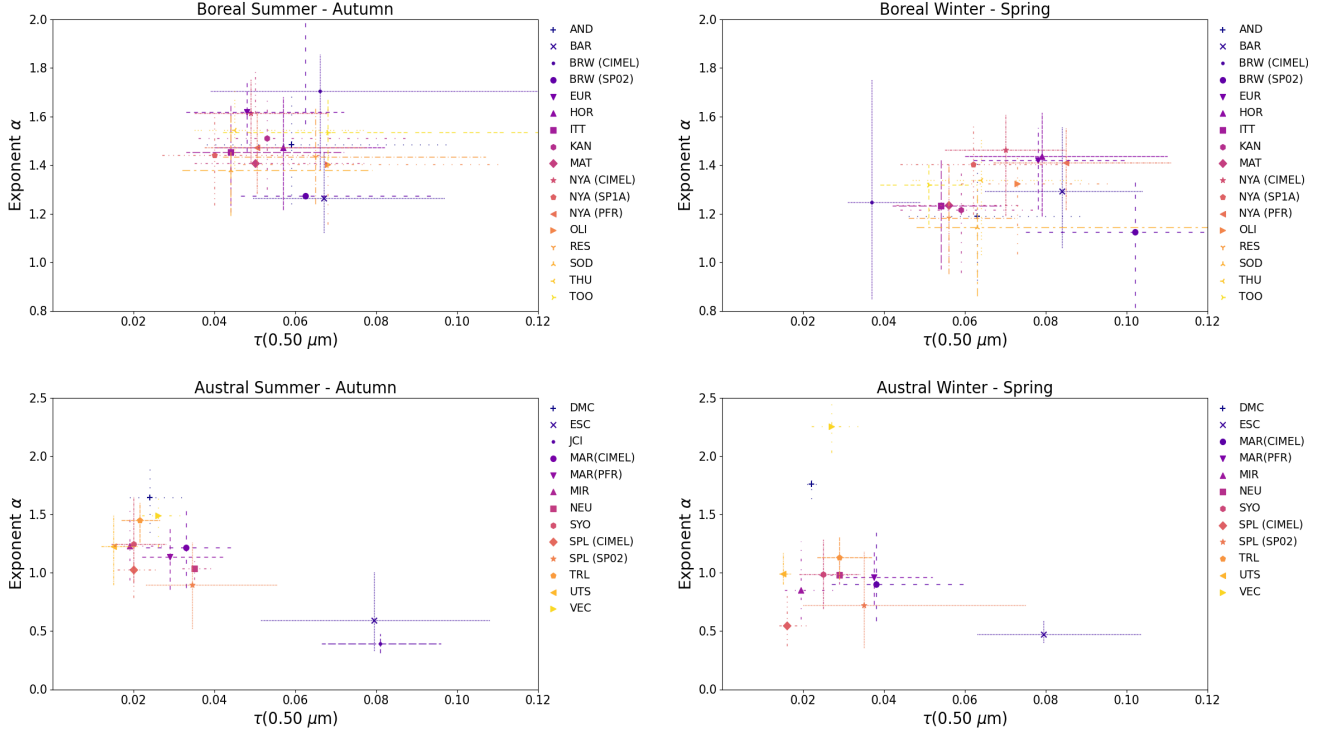 Boreal Summer - Autumn
2.0
1.8
1.6
1.4
1.2
1.0
0.8
Exponent α
0.02
0.04
0.06
0.08
0.10
0.12
τ(0.50 μm)
AND
BAR
BRW (CIMEL)
BRW (SP02)
EUR
HOR
ITT
KAN
MAT
NYA (CIMEL)
NYA (SP1A)
NYA (PFR)
OLI
RES
SOD
THU
TOO
Boreal Winter - Spring
2.0
1.8
1.6
1.4
1.2
1.0
0.8
Exponent α
0.02
0.04
0.06
0.08
0.10
0.12
τ(0.50 μm)
AND
BAR
BRW (CIMEL)
BRW (SP02)
EUR
HOR
ITT
KAN
MAT
NYA (CIMEL)
NYA (SP1A)
NYA (PFR)
OLI
RES
SOD
THU
TOO
Austral Summer - Autumn
2.5
2.0
1.5
1.0
0.5
0.0
Exponent α
0.02
0.04
0.06
0.08
0.10
0.12
τ(0.50 μm)
DMC
ESC
JCI
MAR(CIMEL)
MAR(PFR)
MIR
NEU
SYO
SPL (CIMEL)
SPL (SP02)
TRL
UTS
VEC
Austral Winter - Spring
2.5
2.0
1.5
1.0
0.5
0.0
Exponent α
0.02
0.04
0.06
0.08
0.10
0.12
τ(0.50 μm)
DMC
ESC
MAR(CIMEL)
MAR(PFR)
MIR
NEU
SYO
SPL (CIMEL)
SPL (SP02)
TRL
UTS
VEC